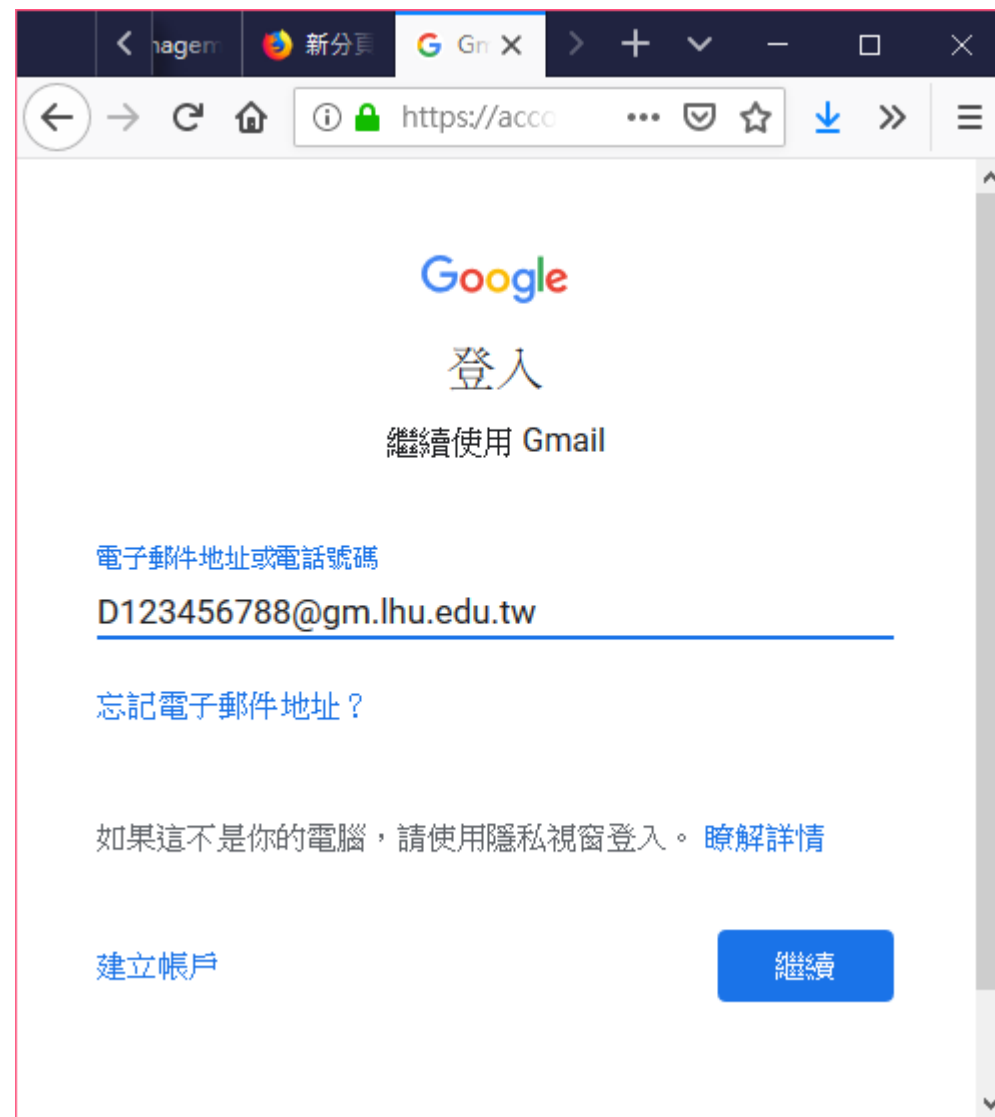 新分頁
https://acco
Google
登入
繼續使用 Gmail
電子郵件地址或電話號碼
D123456788@gm.lhu.edu.tw
忘記電子郵件地址？
如果這不是你的電腦，請使用隱私視窗登入。瞭解詳情
建立帳戶 繼續